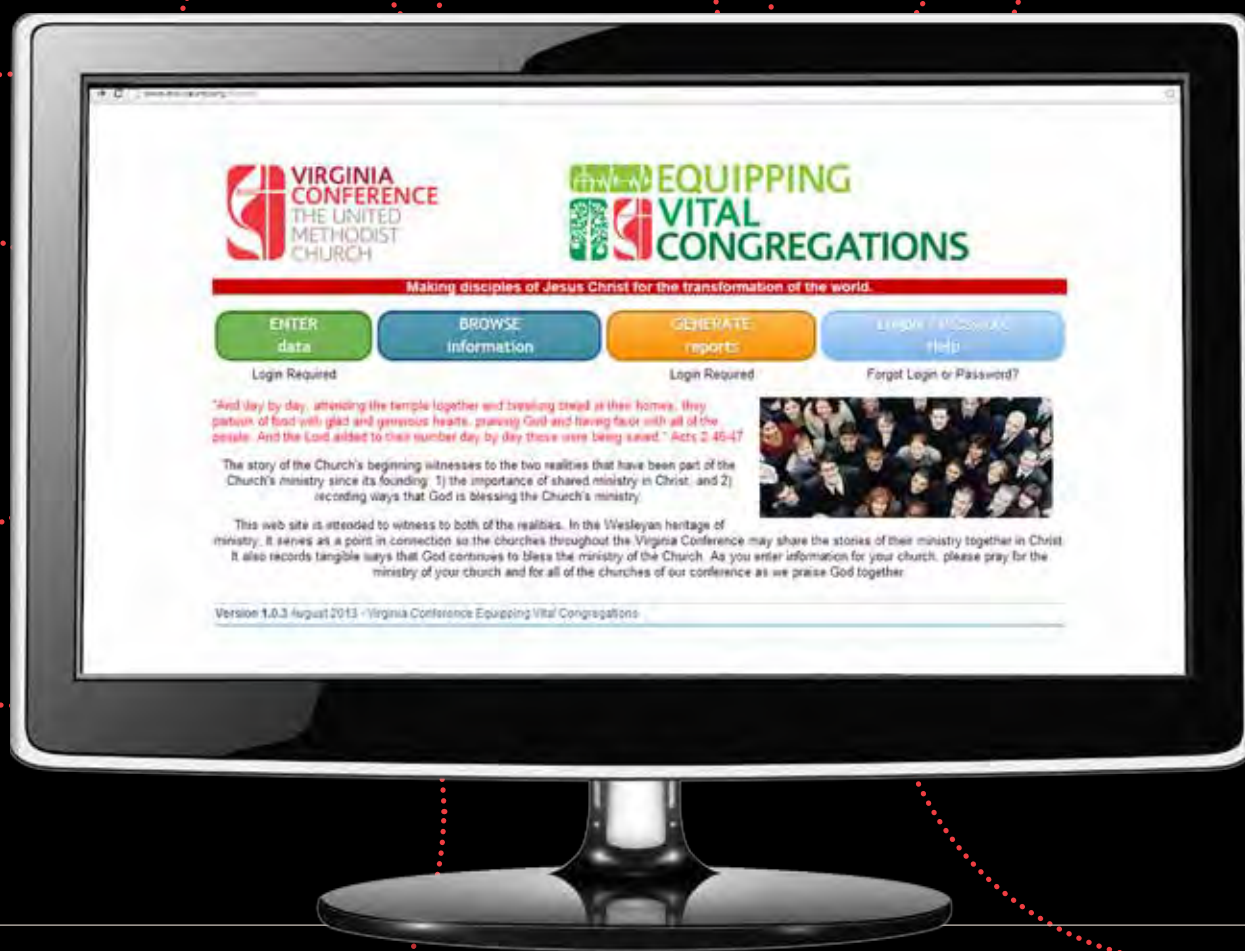 VIRGINIA
CONFERENCE
THE UNITED
METHODIST
CHURCH
EQUIPPING
VITAL
CONGREGATIONS
Making disciples of Jesus Christ for the transformation of the world.
ENTER
data
BROWSE
information
GENERATE
reports
Help
Login Required
Login Required
Forgot Login or Password?
"And day by day, attending the temple together and breaking bread in their homes, they
partook of food with glad and generous hearts, praising God and having favor with all of the
people. And the Lord added to their number day by day those were being saved." Acts 2:46-47
The story of the Church's beginning witnesses to the two realities that have been part of the
Church's ministry since its founding: 1) the importance of shared ministry in Christ, and 2)
recording ways that God is blessing the Church's ministry.
This web site is intended to witness to both of the realities. In the Wesleyan heritage of
ministry, it serves as a point in connection so the churches throughout the Virginia Conference may share the stories of their ministry together in Christ.
It also records tangible ways that God continues to bless the ministry of the Church. As you enter information for your church, please pray for the
ministry of your church and for all of the churches of our conference as we praise God together.
Version 1.0.3 August 2013 - Virginia Conference Equipping Vital Congregations